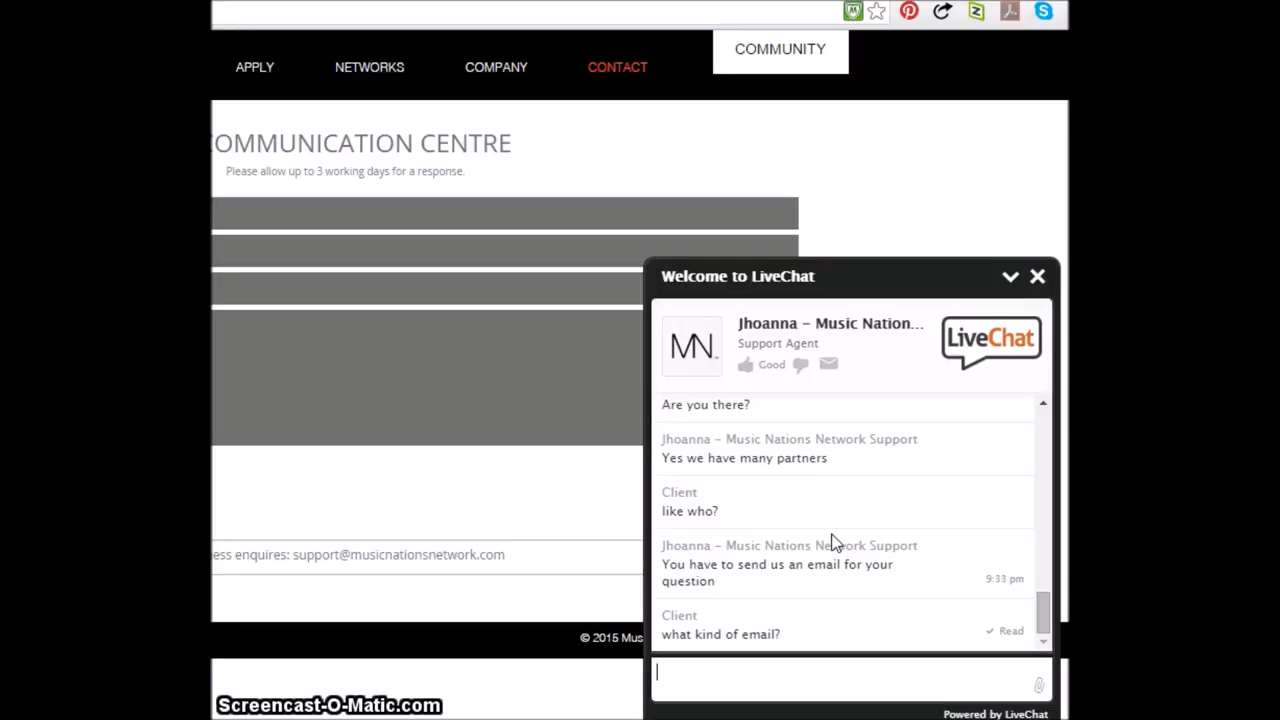 COMMUNITY
APPLY NETWORKS COMPANY CONTACT
OMMUNICATION CENTRE
Please allow up to 3 working days for a response.
Welcome to LiveChat
Jhoanna - Music Nation...
Support Agent
Good
MN
LiveChat
Are you there?
Jhoanna - Music Nations Network Support
Yes we have many partners
Client
like who?
Jhoanna - Music Nations Network Support
You have to send us an email for your
question
9:33 pm
Client
what kind of email?
Read
ess enquires: support@musicnationsnetwork.com
© 2015 Mus
Screencast-O-Matic.com
Powered by LiveChat